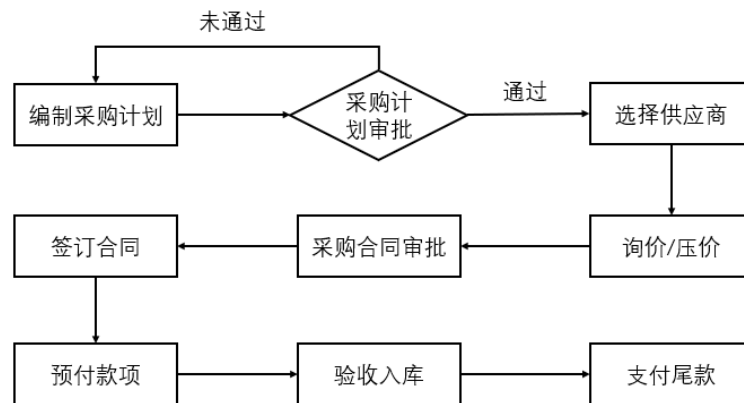 未通过
编制采购计划
采购计
划审批
通过
选择供应商
签订合同
采购合同审批
询价/压价
预付款项
验收入库
支付尾款